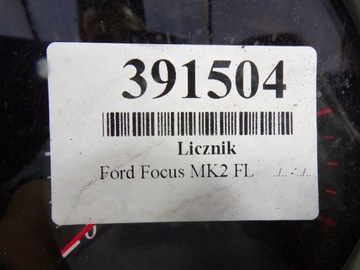 391504
Licznik
Ford Focus MK2 FL ../.. - ../..